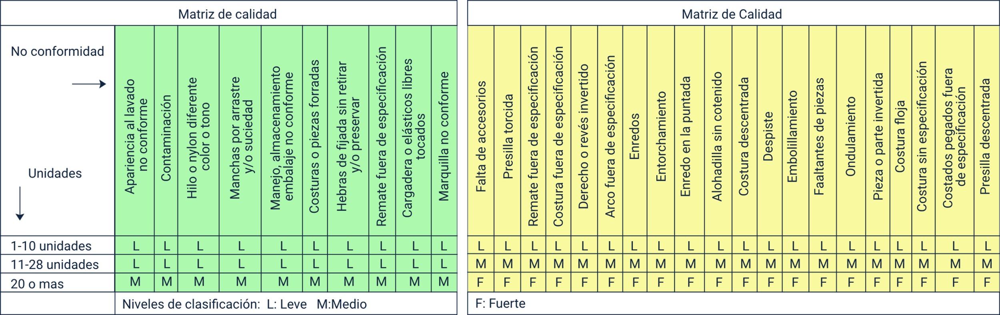 Matriz de calidad
Matriz de Calidad
No conformidad
Unidades
Apariencia al lavado
no conforme
Contaminación
Hilo o nylon diferente
color o tono
Manchas por arrastre
y/o suciedad
Manejo, almacenamiento
embalaje no conforme
Costuras o piezas forradas
Hebras de fijada sin retirar
y/o preservar
Remate fuera de especificación
Cargadera o elásticos libres
tocados
Marquilla no conforme
Falta de accesorios
Presilla torcida
Remate fuera de especificación
Costura fuera de especificación
Derecho o revés invertido
Arco fuera de especificación
Enredos
Entorchamiento
Enredo en la puntada
Alohadilla sin cotenido
Costura descentrada
Despiste
Embolillamiento
Faaltantes de piezas
Ondulamiento
Pieza o parte invertida
Costura floja
Costura sin especificación
Costados pegados fuera
de especificación
Presilla descentrada
1-10 unidades L L L L L L L L L L L L L L L L L L L L L L L L L L L L L
11-28 unidades L L L L L L L L L L M M M M M M M M M M M M M M M M M M M
20 o mas M M M M M M M M M M F F F F F F F F F F F F F F F F F F F
Niveles de clasificación: L: Leve M:Medio
F: Fuerte